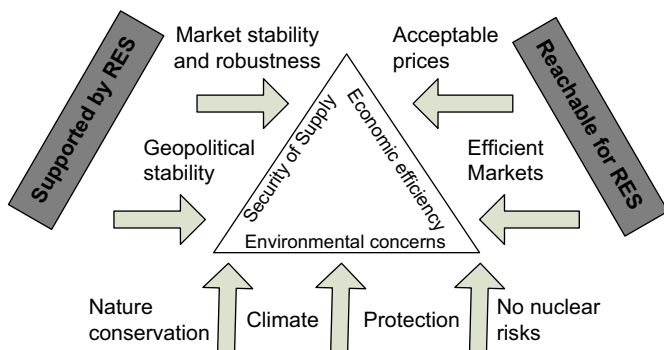 Market stability
and robustness
Acceptable
prices
Supported by RES
Reachable for RES
Geopolitical
stability
Security of Supply
Economic efficiency
Efficient
Markets
Environmental concerns
Nature
conservation
Climate
Protection
No nuclear
risks